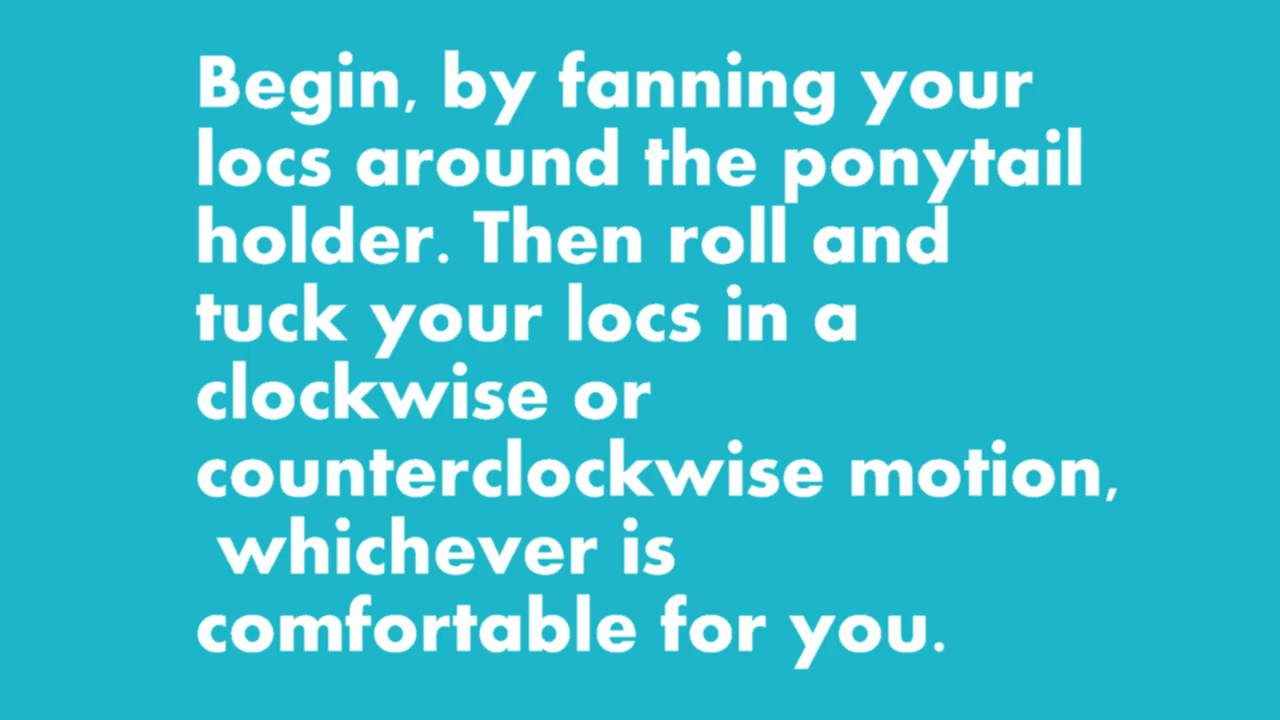 Begin, by fanning your
locs around the ponytail
holder. Then roll and
tuck your locs in a
clockwise or
counterclockwise motion,
whichever is
comfortable for you.